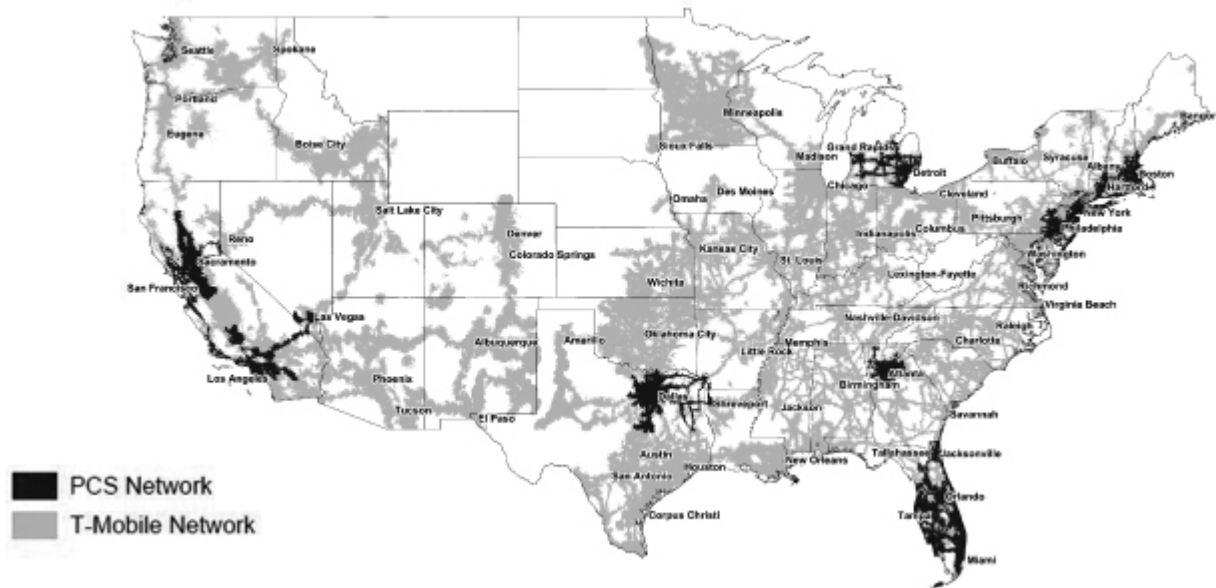 Seattle
Spokane
Portland
Eugene
Boise City
Minneapolis
Sioux Falls
Madison
Grand Rapids
Detroit
Chicago
Buffalo
Syracuse
Albany
Bangor
Boston
Hartford
New York
Philadelphia
Cleveland
Pittsburgh
Columbus
Indianapolis
Washington
Omaha
Des Moines
Salt Lake City
Reno
Sacramento
San Francisco
Denver
Colorado Springs
Kansas City
St. Louis
Lexington-Fayette
Richmond
Virginia Beach
Wichita
Las Vegas
Los Angeles
Phoenix
Tucson
Albuquerque
Amarillo
Oklahoma City
Little Rock
Memphis
Nashville-Davidson
Raleigh
Charlotte
Atlanta
Birmingham
El Paso
Dallas
Shreveport
Jackson
Savannah
Austin
San Antonio
Houston
New Orleans
Tallahassee
Jacksonville
Orlando
Tampa
Miami
Corpus Christi
PCS Network
T-Mobile Network